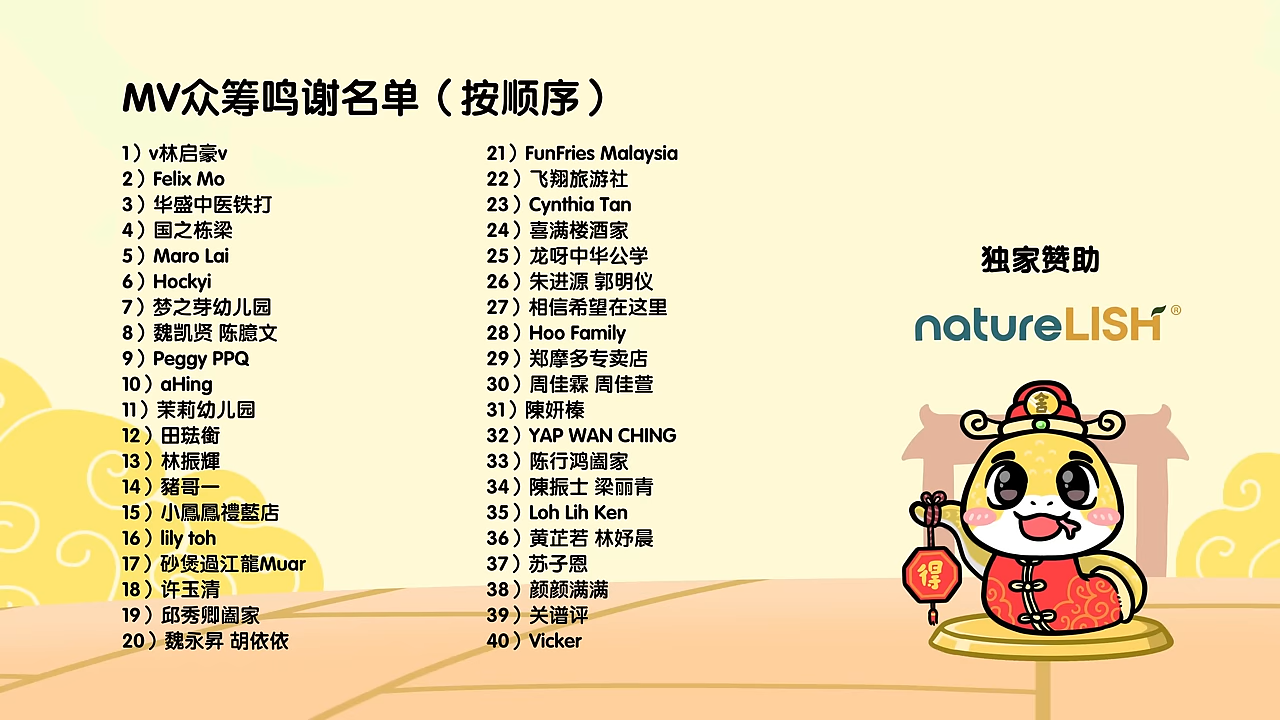 MV众筹鸣谢名单（按顺序）
1）v林启豪v
2）Felix Mo
3）华盛中医铁打
4）国之栋梁
5）Maro Lai
6）Hockyi
7）梦之芽幼儿园
8）魏凯贤 陈臆文
9）Peggy PPQ
10）aHing
11）茉莉幼儿园
12）田琺衡
13）林振輝
14）豬哥一
15）小鳳鳳禮藍店
16）lily toh
17）砂煲過江龍Muar
18）许玉清
19）邱秀卿阖家
20）魏永昇 胡依依
21）FunFries Malaysia
22）飞翔旅游社
23）Cynthia Tan
24）喜满楼酒家
25）龙呀中华公学
26）朱进源 郭明仪
27）相信希望在这里
28）Hoo Family
29）郑摩多专卖店
30）周佳霖 周佳萱
31）陳妍榛
32）YAP WAN CHING
33）陈行鸿阖家
34）陳振士 梁丽青
35）Loh Lih Ken
36）黄芷若 林妤晨
37）苏子恩
38）颜颜满满
39）关谱评
40）Vicker
独家赞助
natureLISH®
舍
得